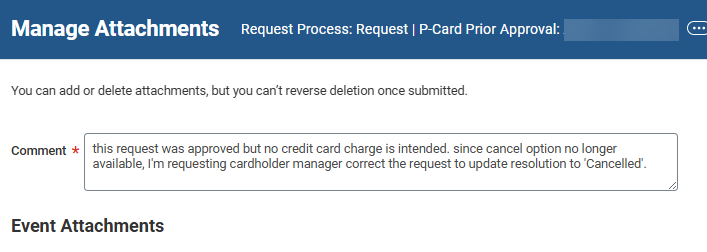 Manage Attachments Request Process: Request | P-Card Prior Approval:
You can add or delete attachments, but you can't reverse deletion once submitted.
Comment * this request was approved but no credit card charge is intended. since cancel option no longer
available, I'm requesting cardholder manager correct the request to update resolution to 'Cancelled'.
Event Attachments